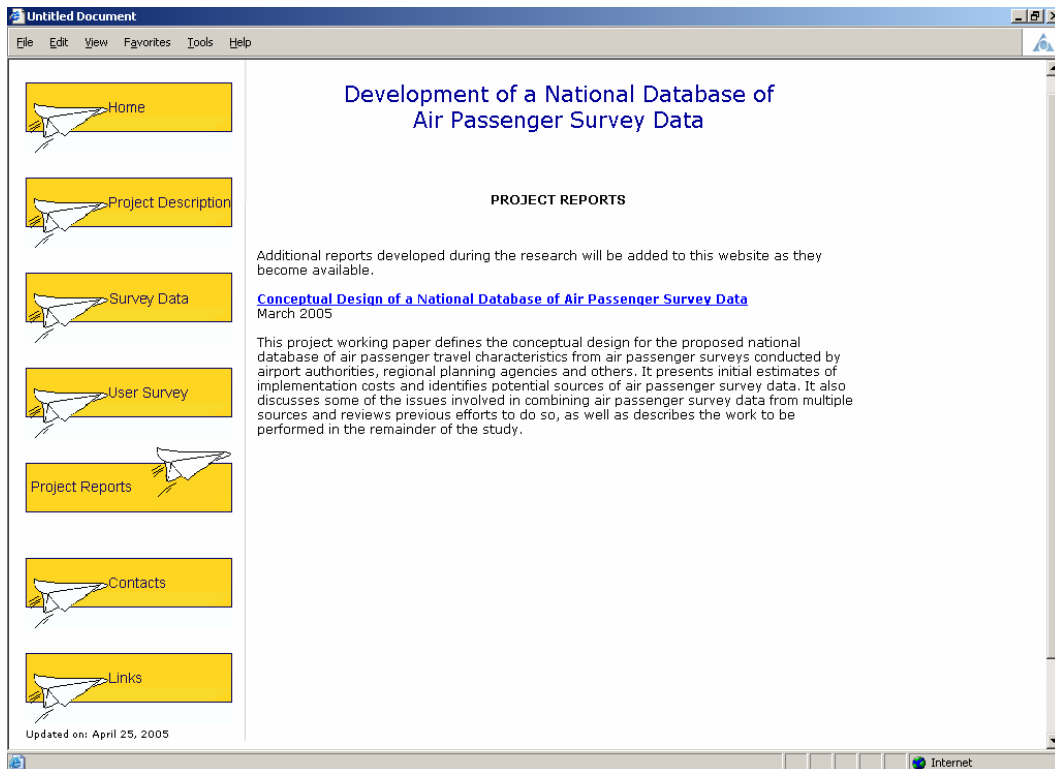 Untitled Document
File Edit View Favorites Tools Help
Home
Project Description
Survey Data
User Survey
Project Reports
Contacts
Links
Updated on: April 25, 2005
Development of a National Database of
Air Passenger Survey Data
PROJECT REPORTS
Additional reports developed during the research will be added to this website as they
become available.
Conceptual Design of a National Database of Air Passenger Survey Data
March 2005
This project working paper defines the conceptual design for the proposed national
database of air passenger travel characteristics from air passenger surveys conducted by
airport authorities, regional planning agencies and others. It presents initial estimates of
implementation costs and identifies potential sources of air passenger survey data. It also
discusses some of the issues involved in combining air passenger survey data from multiple
sources and reviews previous efforts to do so, as well as describes the work to be
performed in the remainder of the study.
Internet